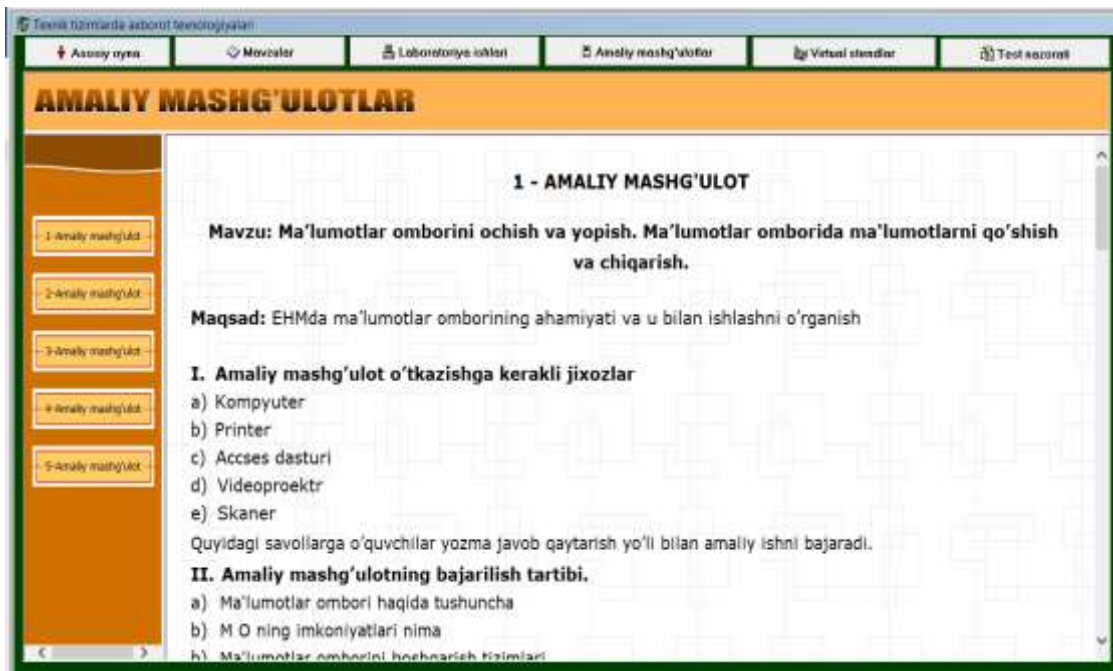 Texnik tizimlarda axborot texnologiyalari
Asosiy oyna
Mavzular
Laboratoriya ishlari
Amaliy mashg'ulotlar
Virtual stendlar
Test nazorati
AMALIY MASHG'ULOTLAR
1-Amaliy mashg'ulot
2-Amaliy mashg'ulot
3-Amaliy mashg'ulot
4-Amaliy mashg'ulot
5-Amaliy mashg'ulot
1 - AMALIY MASHG'ULOT
Mavzu: Ma'lumotlar omborini ochish va yopish. Ma'lumotlar omborida ma'lumotlarni qo'shish
va chiqarish.
Maqsad: EHMda ma'lumotlar omborining ahamiyati va u bilan ishlashni o'rganish
I. Amaliy mashg'ulot o'tkazishga kerakli jixozlar
a) Kompyuter
b) Printer
c) Accses dasturi
d) Videoproektr
e) Skaner
Quyidagi savollarga o'quvchilar yozma javob qaytarish yo'li bilan amaliy ishni bajaradi.
II. Amaliy mashg'ulotning bajarilish tartibi.
a) Ma'lumotlar ombori haqida tushuncha
b) M O ning imkoniyatlari nima
b) Ma'lumotlar omborini boshqarish tizimlari